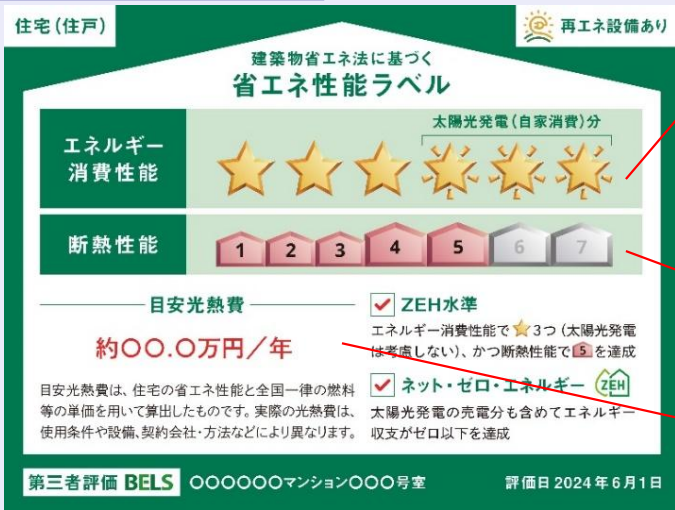 住宅(住戸)
再エネ設備あり
建築物省エネ法に基づく
省エネ性能ラベル
エネルギー
消費性能
太陽光発電(自家消費)分
断熱性能
1 2 3 4 5 6 7
目安光熱費
約〇〇.〇万円/年
目安光熱費は、住宅の省エネ性能と全国一律の燃料
等の単価を用いて算出したものです。実際の光熱費は、
使用条件や設備、契約会社・方法などにより異なります。
ZEH水準
エネルギー消費性能で⭐3つ(太陽光発電
は考慮しない)、かつ断熱性能で5を達成
ネット・ゼロ・エネルギー ZEH
太陽光発電の売電分も含めてエネルギー
収支がゼロ以下を達成
第三者評価 BELS 〇〇〇〇〇〇マンション〇〇〇号室 評価日2024年6月1日